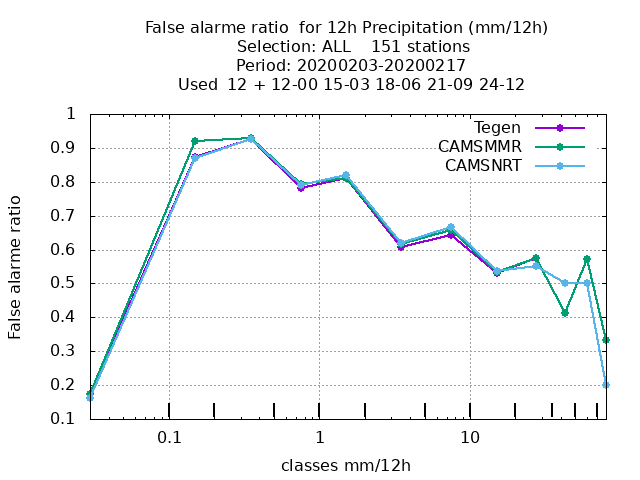 False alarme ratio  for 12h Precipitation (mm/12h)
Selection: ALL    151 stations
Period: 20200203-20200217
Used  12 + 12-00 15-03 18-06 21-09 24-12
Tegen
CAMSMMR
CAMSNRT
False alarme ratio
1
0.9
0.8
0.7
0.6
0.5
0.4
0.3
0.2
0.1
0.1 1 10
classes mm/12h